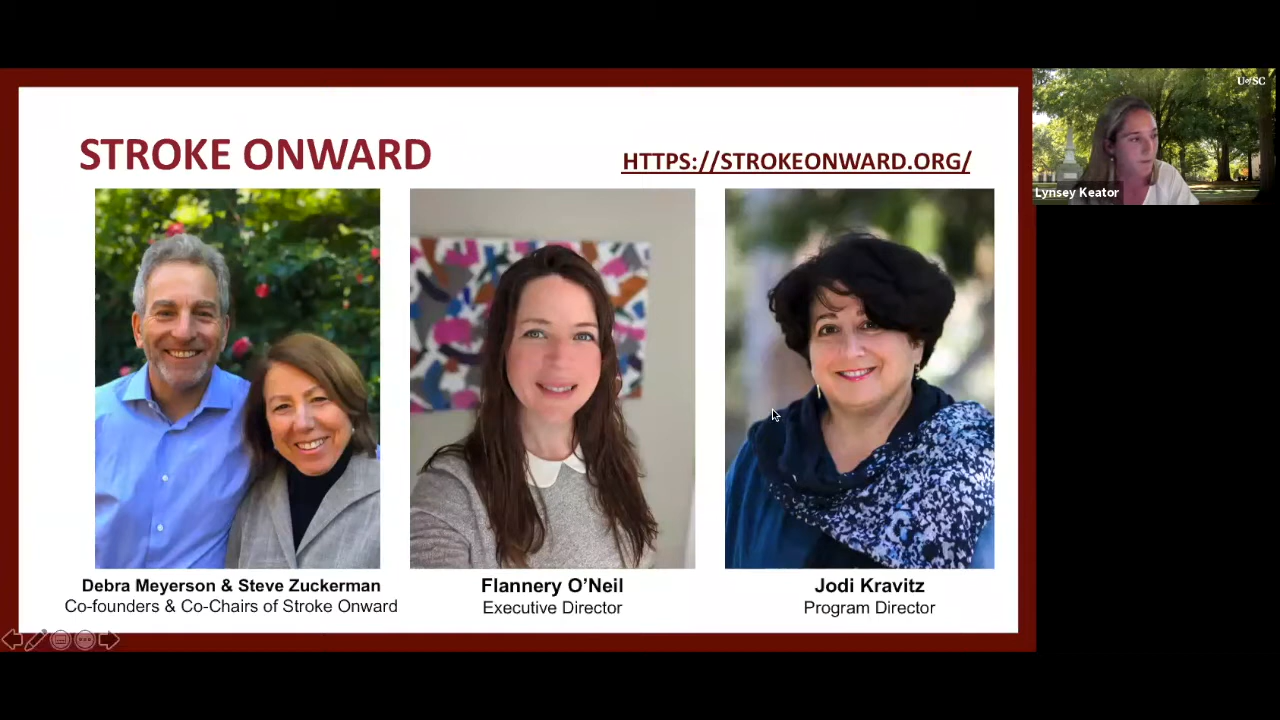 UofSC
Lynsey Keator
STROKE ONWARD
HTTPS://STROKEONWARD.ORG/
Debra Meyerson & Steve Zuckerman
Co-founders & Co-Chairs of Stroke Onward
Flannery O’Neil
Executive Director
Jodi Kravitz
Program Director